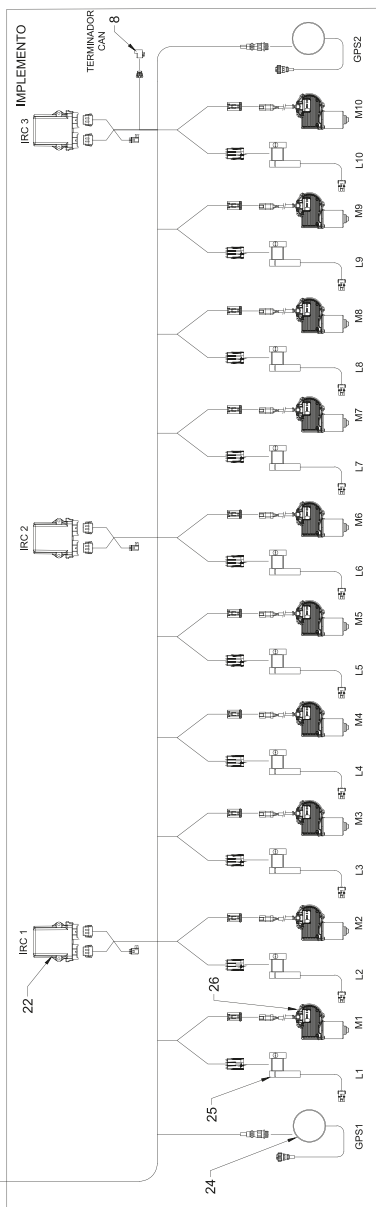 IMPLEMENTO
IRC 1
IRC 2
IRC 3
22
TERMINADOR
CAN
8
24
25
26
GPS1
L1
M1
L2
M2
L3
M3
L4
M4
L5
M5
L6
M6
L7
M7
L8
M8
L9
M9
L10
M10
GPS2